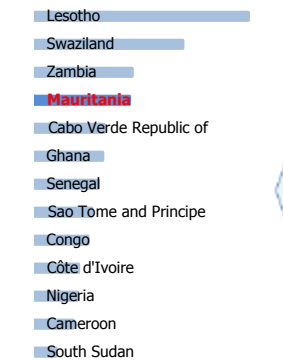 Lesotho
Swaziland
Zambia
Mauritania
Cabo Verde Republic of
Ghana
Senegal
Sao Tome and Principe
Congo
Côte d'Ivoire
Nigeria
Cameroon
South Sudan